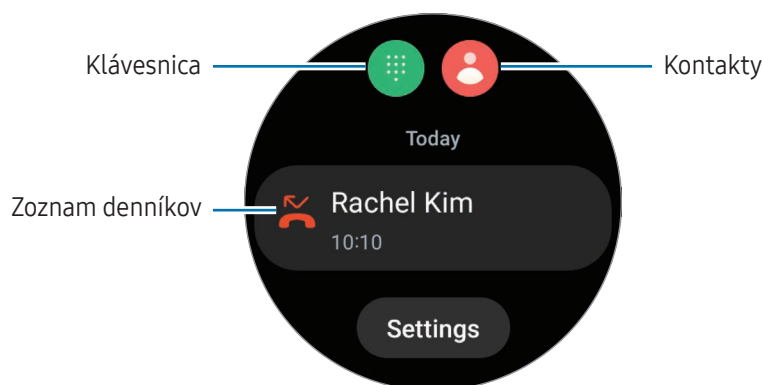 Klávesnica
Kontakty
Today
Zoznam denníkov
Rachel Kim
10:10
Settings